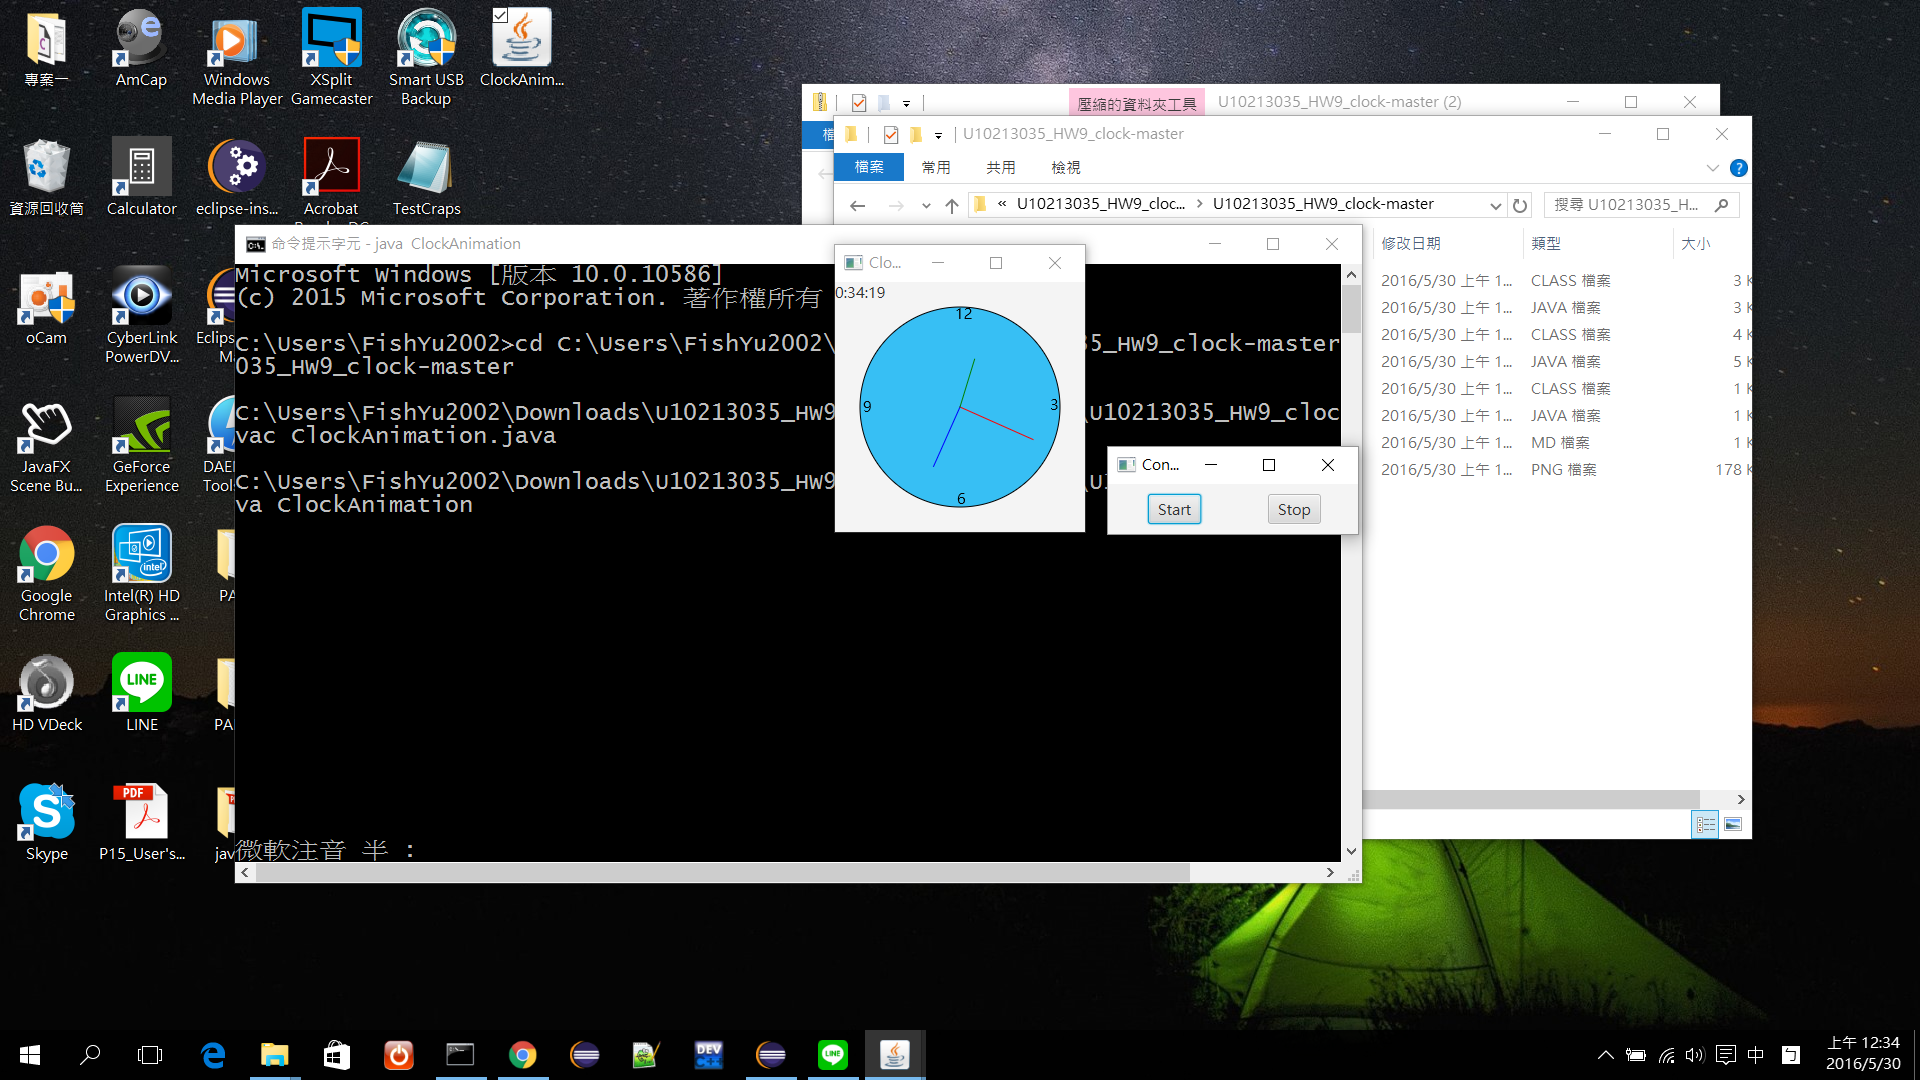 專案一
AmCap
Windows
Media Player
XSplit
Gamecaster
Smart USB
Backup
ClockAnim...
資源回收筒
Calculator
eclipse-ins...
Acrobat
TestCraps
oCam
CyberLink
PowerDV...
Eclips
JavaFX
Scene Bu...
GeForce
Experience
DAE
Tools
Google
Chrome
Intel(R) HD
Graphics ...
PA
HD VDeck
LINE
PA
Skype
P15_User's...
jav
壓縮的資料夾工具
U10213035_HW9_clock-master (2)
U10213035_HW9_clock-master
檔案
常用
共用
檢視
« U10213035_HW9_cloc... > U10213035_HW9_clock-master
搜尋 U10213035_H...
修改日期 類型 大小
2016/5/30 上午 1... CLASS 檔案 3 K
2016/5/30 上午 1... JAVA 檔案 3 K
2016/5/30 上午 1... CLASS 檔案 4 K
2016/5/30 上午 1... JAVA 檔案 5 K
2016/5/30 上午 1... CLASS 檔案 1 K
2016/5/30 上午 1... JAVA 檔案 1 K
2016/5/30 上午 1... MD 檔案 1 K
2016/5/30 上午 1... PNG 檔案 178 K
命令提示字元 - java ClockAnimation
Microsoft Windows [版本 10.0.10586]
(c) 2015 Microsoft Corporation. 著作權所有
C:\Users\FishYu2002>cd C:\Users\FishYu2002\ 35_HW9_clock-master
035_HW9_clock-master
C:\Users\FishYu2002\Downloads\U10213035_HW9 \U10213035_HW9_cloc
vac ClockAnimation.java
C:\Users\FishYu2002\Downloads\U10213035_HW9 \U
va ClockAnimation
微軟注音 半 :
Clo...
0:34:19
12
9
3
6
Con...
Start
Stop
DEV
C++
LINE
中
上午 12:34
2016/5/30